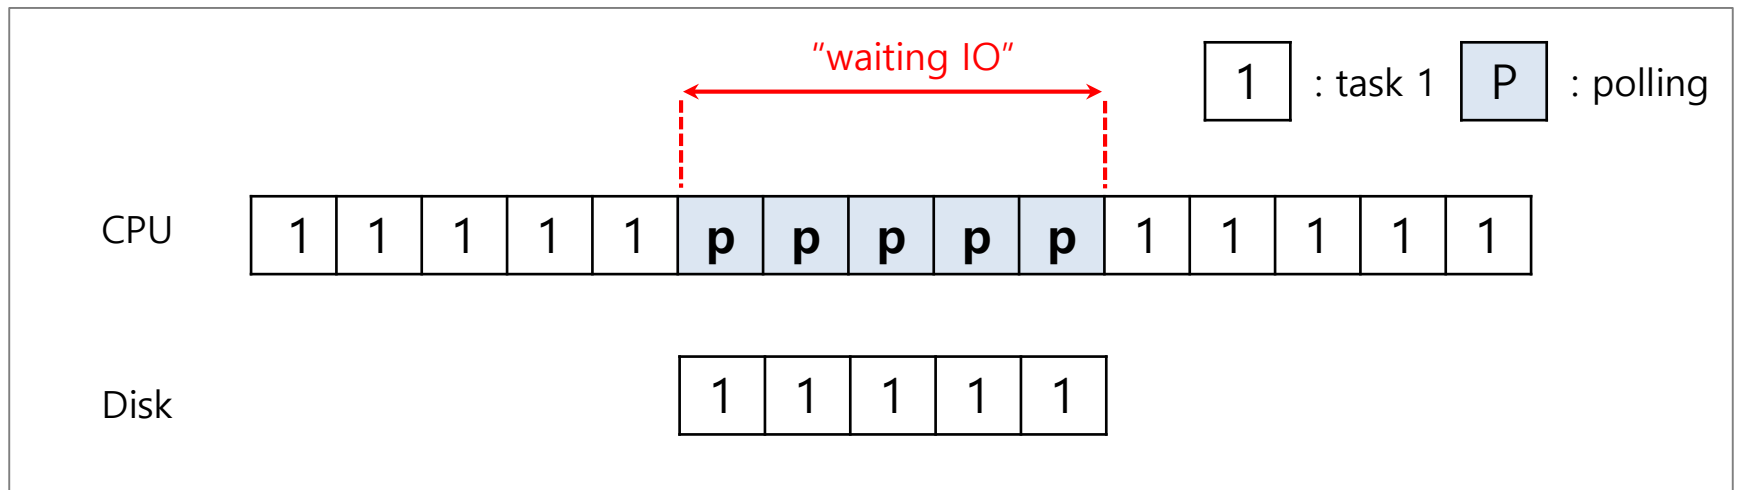 "waiting IO"
1 : task 1 P : polling
CPU 1 1 1 1 1 p p p p p 1 1 1 1 1
Disk 1 1 1 1 1